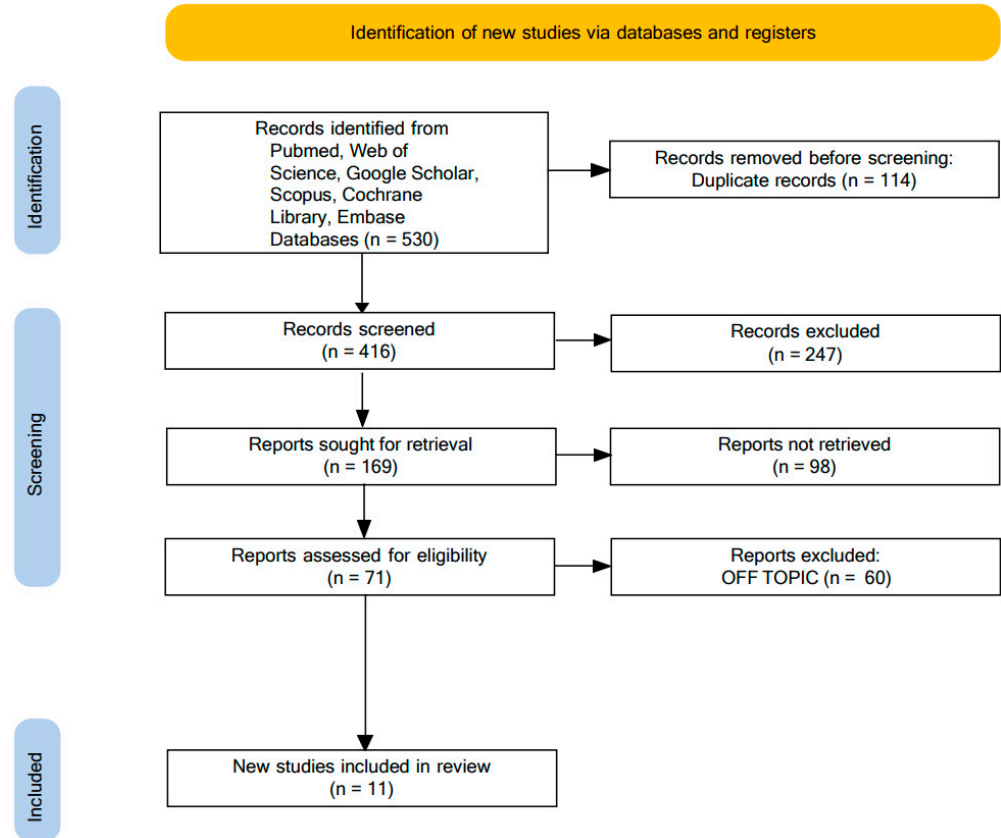 Identification of new studies via databases and registers
Identification
Records identified from
Pubmed, Web of
Science, Google Scholar,
Scopus, Cochrane
Library, Embase
Databases (n = 530)
Records removed before screening:
Duplicate records (n = 114)
Screening
Records screened
(n = 416)
Records excluded
(n = 247)
Reports sought for retrieval
(n = 169)
Reports not retrieved
(n = 98)
Reports assessed for eligibility
(n = 71)
Reports excluded:
OFF TOPIC (n = 60)
Included
New studies included in review
(n = 11)